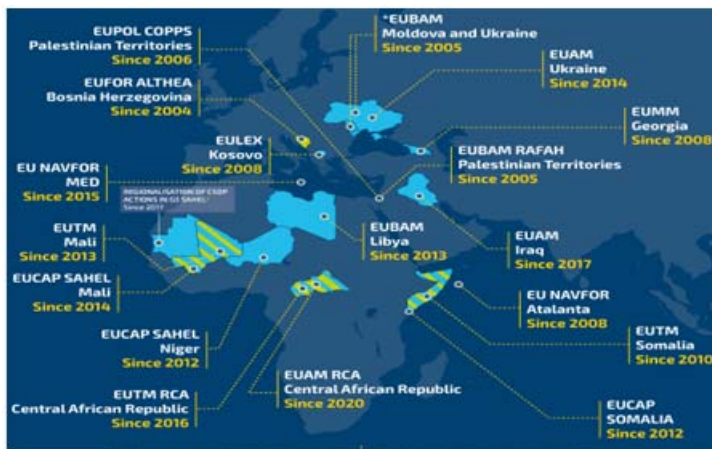 EUPOL COPPS
Palestinian Territories
Since 2006
EUFOR ALTHEA
Bosnia Herzegovina
Since 2004
EULEX
Kosovo
Since 2008
EU NAVFOR
MED
Since 2015
REGIONALISATION OF CSDP
ACTIONS IN G5 SAHEL
Since 2017
EUTM
Mali
Since 2013
EUCAP SAHEL
Mali
Since 2014
EUCAP SAHEL
Niger
Since 2012
EUTM RCA
Central African Republic
Since 2016
EUAM RCA
Central African Republic
Since 2020
EUBAM
Libya
Since 2013
*EUBAM
Moldova and Ukraine
Since 2005
EUAM
Ukraine
Since 2014
EUMM
Georgia
Since 2008
EUBAM RAFAH
Palestinian Territories
Since 2005
EUAM
Iraq
Since 2017
EU NAVFOR
Atalanta
Since 2008
EUTM
Somalia
Since 2010
EUCAP
SOMALIA
Since 2012